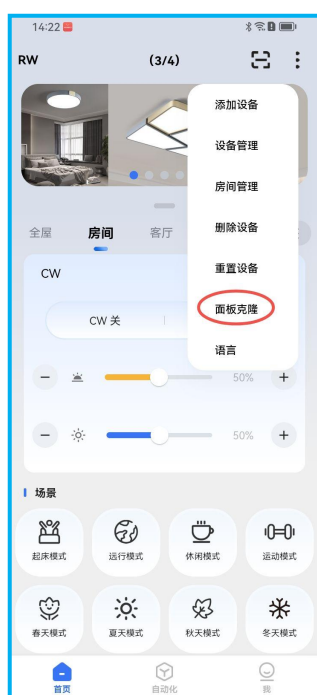 14:22
RW (3/4)
添加设备
设备管理
房间管理
删除设备
重置设备
面板克隆
语言
全屋 房间 客厅
CW
CW 关
50%
50%
场景
起床模式 远行模式 休闲模式 运动模式
春天模式 夏天模式 秋天模式 冬天模式
首页 自动化 我